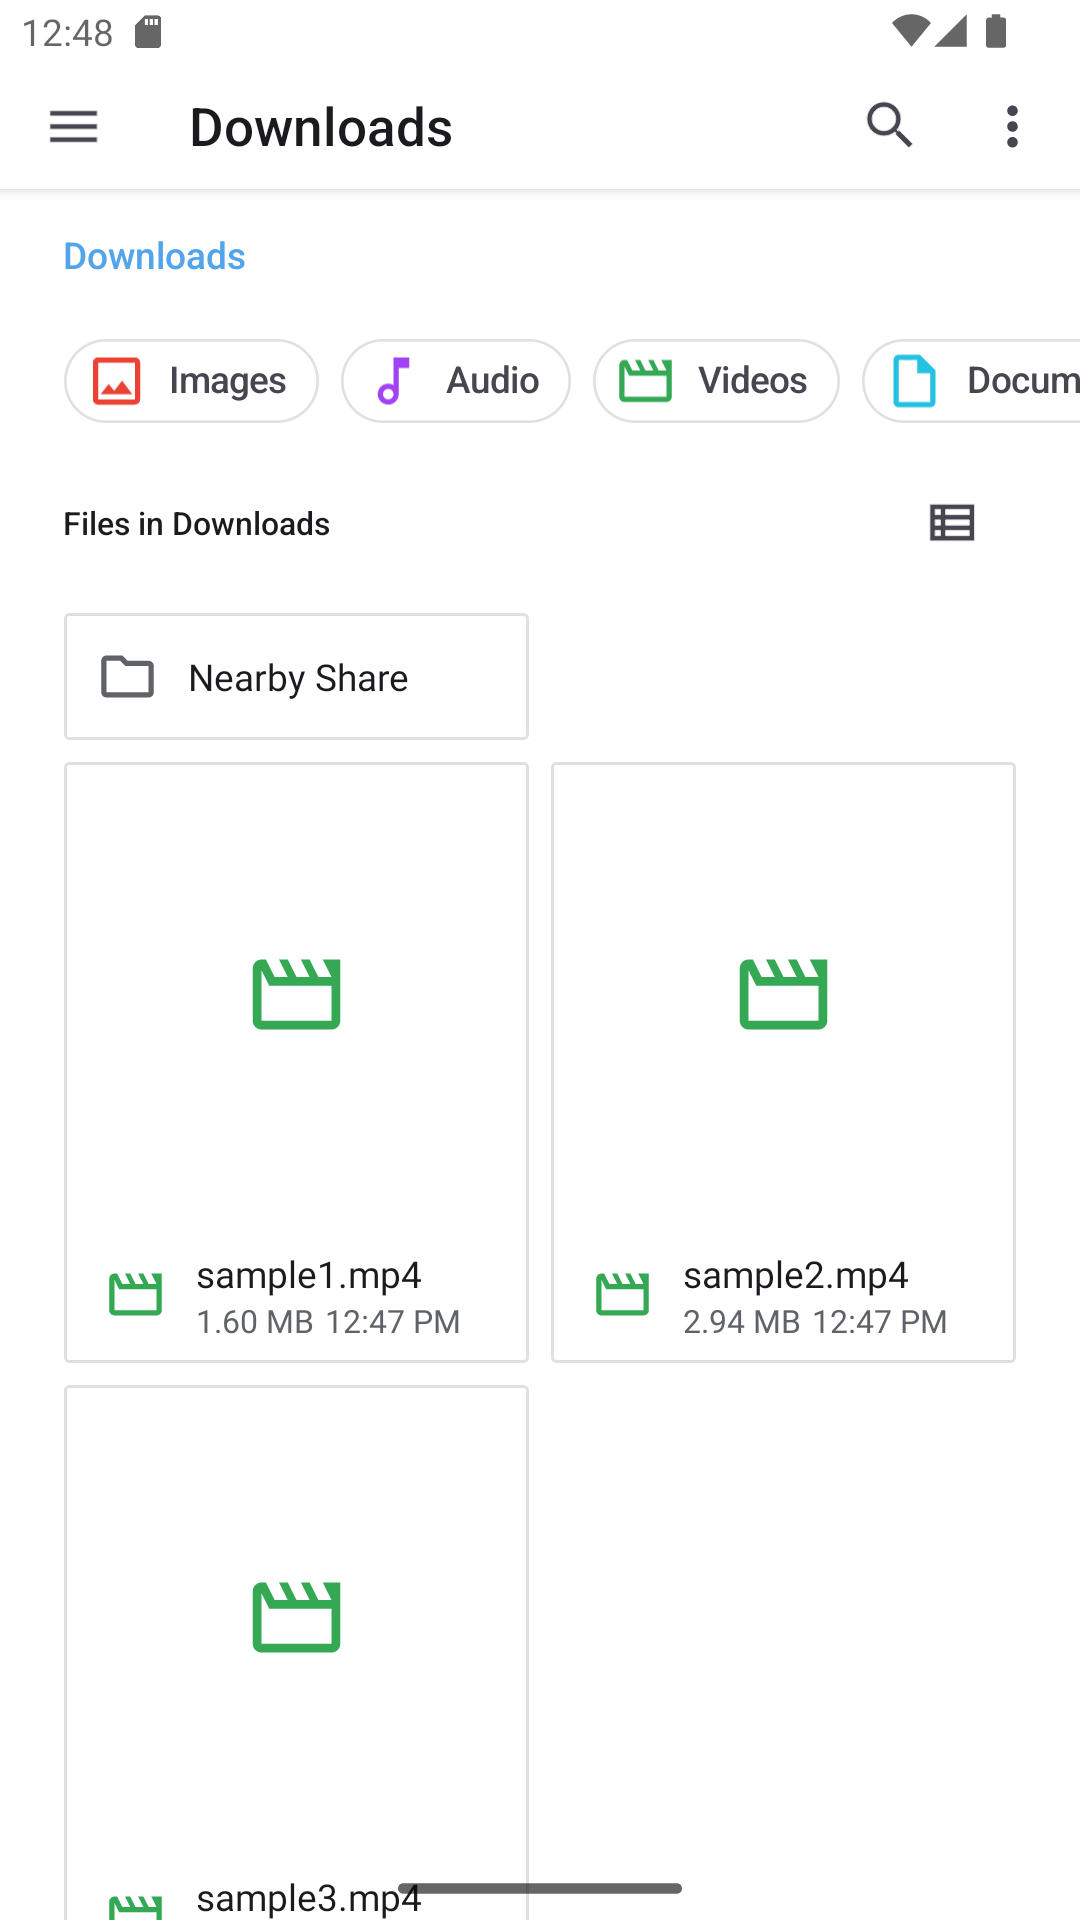 12:48
Downloads
Downloads
Images
Audio
Videos
Docum
Files in Downloads
Nearby Share
sample1.mp4
1.60 MB 12:47 PM
sample2.mp4
2.94 MB 12:47 PM
sample3.mp4